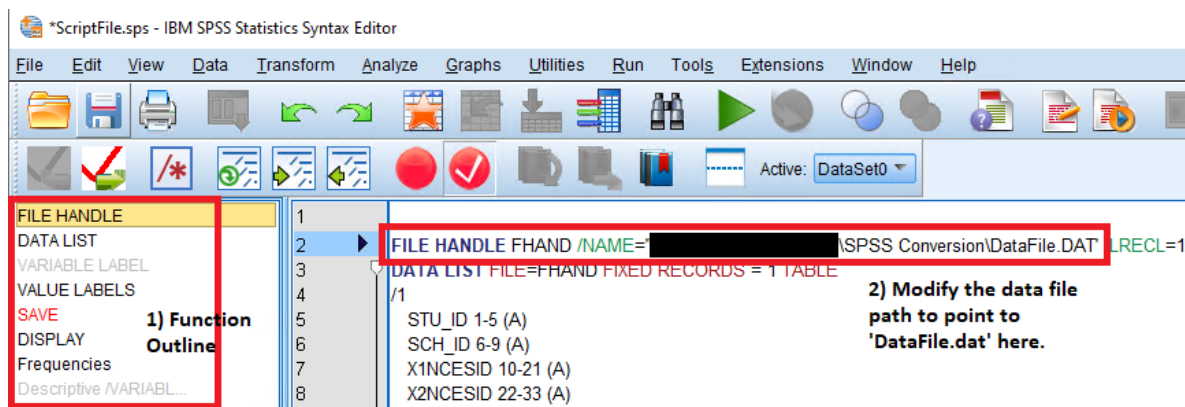 *ScriptFile.sps - IBM SPSS Statistics Syntax Editor
File Edit View Data Transform Analyze Graphs Utilities Run Tools Extensions Window Help
/*
Active: DataSet0
FILE HANDLE
DATA LIST
VARIABLE LABEL
VALUE LABELS
SAVE
DISPLAY
Frequencies
Descriptive /VARIABL...
1) Function
Outline
1
2 FILE HANDLE FHAND /NAME=" \SPSS Conversion\DataFile.DAT" LRECL=1
3 DATA LIST FILE=FHAND FIXED RECORDS = 1 TABLE
4 /1
5 STU_ID 1-5 (A)
6 SCH_ID 6-9 (A)
7 X1NCESID 10-21 (A)
8 X2NCESID 22-33 (A)
2) Modify the data file
path to point to
'DataFile.dat' here.